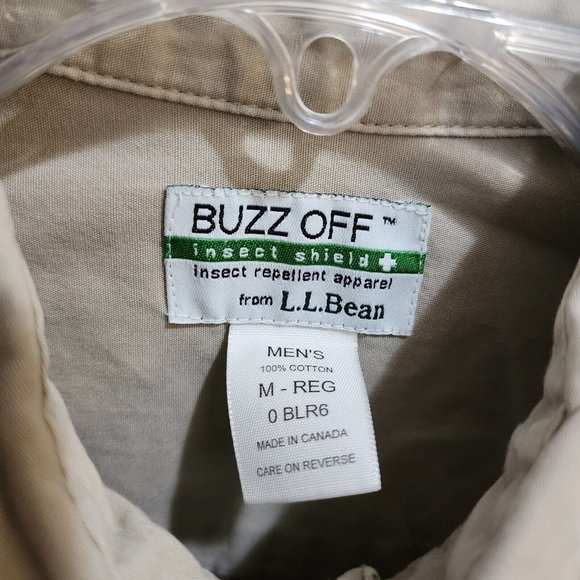 BUZZ OFF™
insect shield
insect repellent apparel
from L.L.Bean
MEN'S
100% COTTON
M - REG
0 BLR6
MADE IN CANADA
CARE ON REVERSE